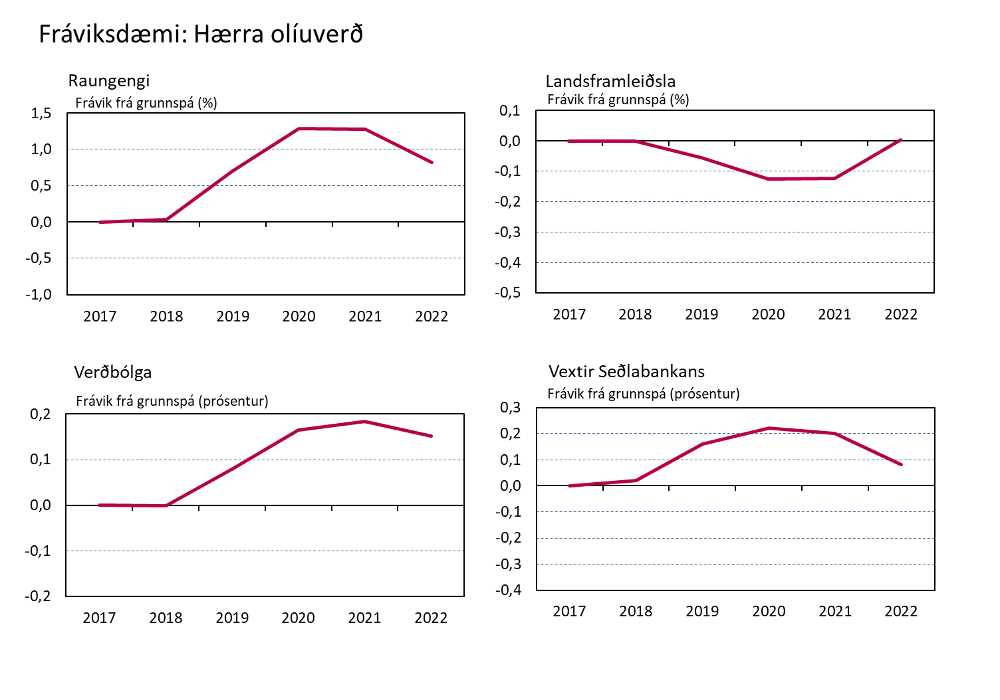 Fráviksdæmi: Hærra olíuverð
Raungengi
Frávik frá grunnspá (%)
1,5
1,0
0,5
0,0
-0,5
-1,0
2017 2018 2019 2020 2021 2022
Landsframleiðsla
Frávik frá grunnspá (%)
0,1
0,0
-0,1
-0,2
-0,3
-0,4
-0,5
2017 2018 2019 2020 2021 2022
Verðbólga
Frávik frá grunnspá (prósentur)
0,2
0,1
0,0
-0,1
-0,2
2017 2018 2019 2020 2021 2022
Vextir Seðlabankans
Frávik frá grunnspá (prósentur)
0,3
0,2
0,1
0,0
-0,1
-0,2
-0,3
-0,4
2017 2018 2019 2020 2021 2022